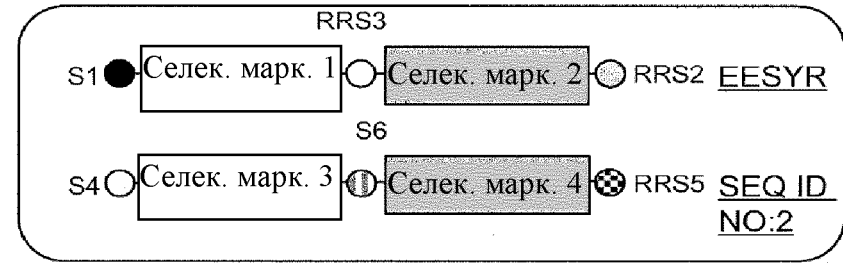 RRS3
S1 Селек. марк. 1 Селек. марк. 2 RRS2 EESYR
S6
S4 Селек. марк. 3 Селек. марк. 4 RRS5 SEQ ID
NO:2